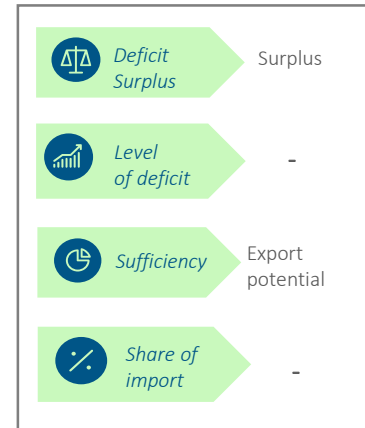 Deficit
Surplus
Surplus
Level
of deficit
-
Sufficiency
Export
potential
Share of
import
-